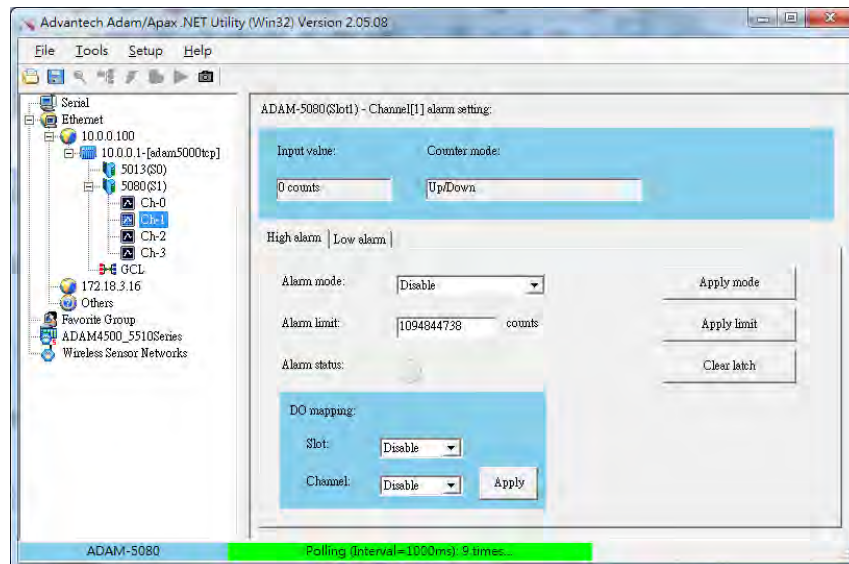 Advantech Adam/Apax .NET Utility (Win32) Version 2.05.08
File Tools Setup Help
Serial
Ethernet
10.0.0.100
10.0.0.1-[adam5000tcp]
5013(S0)
5080(S1)
Ch-0
Ch-1
Ch-2
Ch-3
GCL
172.18.3.16
Others
Favorite Group
ADAM4500_5510Series
Wireless Sensor Networks
ADAM-5080(Slot1) - Channel[1] alarm setting:
Input value: Counter mode:
0 counts Up/Down
High alarm Low alarm
Alarm mode: Disable Apply mode
Alarm limit: 1094844738 counts Apply limit
Alarm status: Clear latch
DO mapping:
Slot: Disable
Channel: Disable Apply
ADAM-5080 Polling (Interval=1000ms): 9 times...